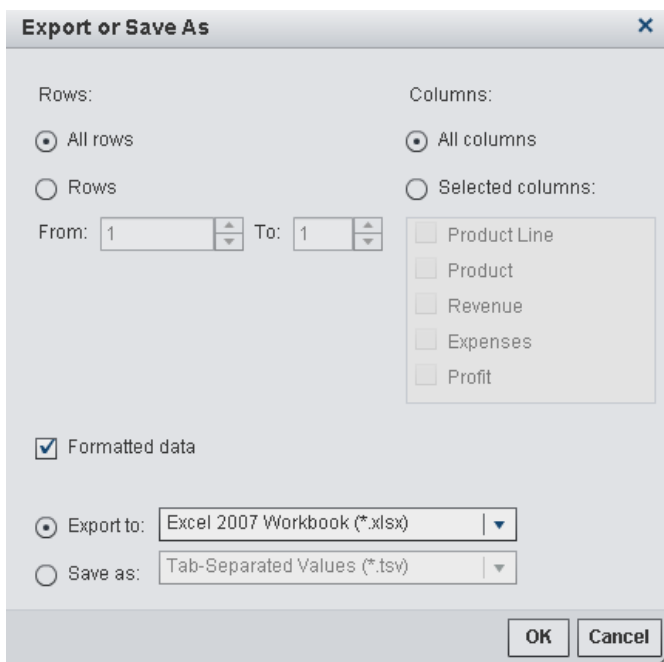 Export or Save As
Rows:
Columns:
All rows
All columns
Rows
Selected columns:
From: 1 To: 1
Product Line
Product
Revenue
Expenses
Profit
Formatted data
Export to: Excel 2007 Workbook (*.xlsx)
Save as: Tab-Separated Values (*.tsv)
OK Cancel